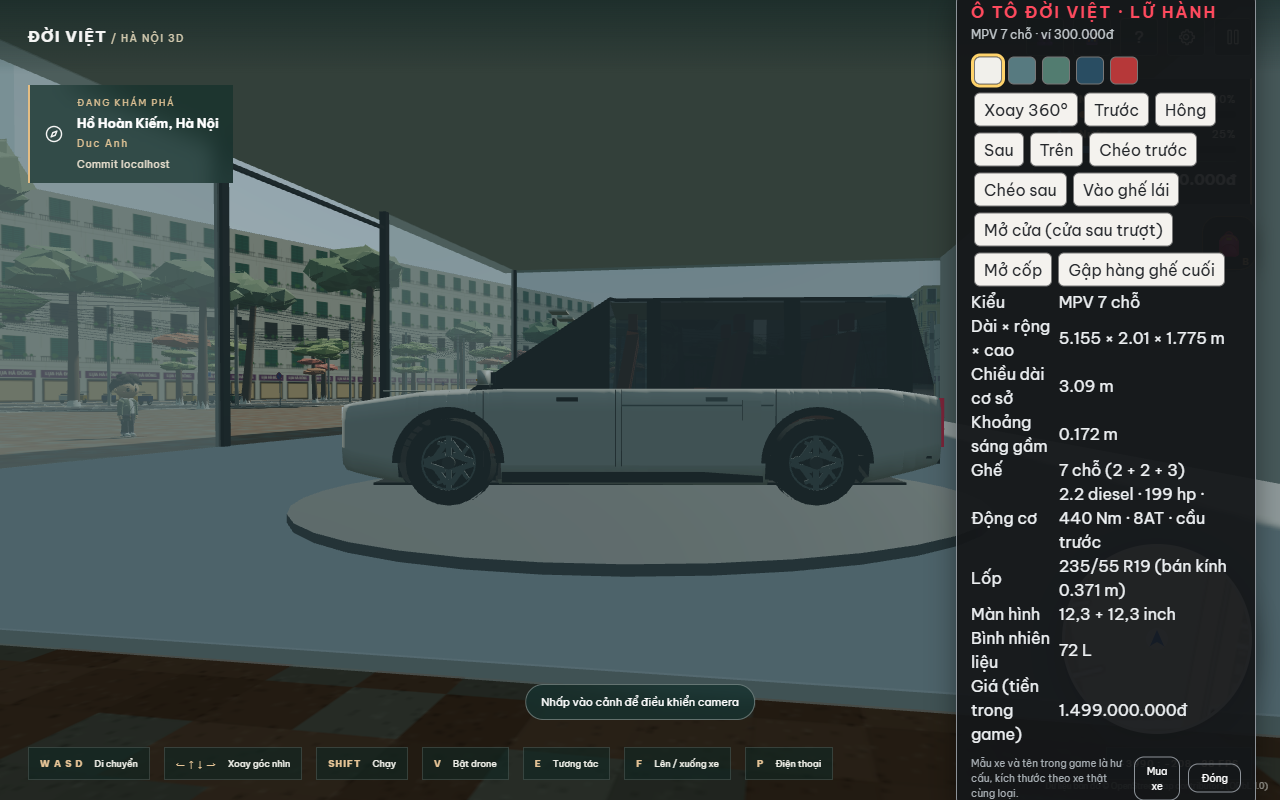 ĐỜI VIỆT / HÀ NỘI 3D
ĐANG KHÁM PHÁ
Hồ Hoàn Kiếm, Hà Nội
Duc Anh
Commit localhost
Ô TÔ ĐỜI VIỆT · LỮ HÀNH
MPV 7 chỗ · ví 300.000đ
Xoay 360° Trước Hông
Sau Trên Chéo trước
Chéo sau Vào ghế lái
Mở cửa (cửa sau trượt)
Mở cốp Gập hàng ghế cuối
Kiểu MPV 7 chỗ
Dài × rộng × cao 5.155 × 2.01 × 1.775 m
Chiều dài cơ sở 3.09 m
Khoảng sáng gầm 0.172 m
Ghế 7 chỗ (2 + 2 + 3)
Động cơ 2.2 diesel · 199 hp · 440 Nm · 8AT · cầu trước
Lốp 235/55 R19 (bán kính 0.371 m)
Màn hình 12,3 + 12,3 inch
Bình nhiên liệu 72 L
Giá (tiền trong game) 1.499.000.000đ
Mẫu xe và tên trong game là hư cấu, kích thước theo xe thật cùng loại.
Mua xe
Đóng
Nhấp vào cảnh để điều khiển camera
W A S D Di chuyển
←↑↓→ Xoay góc nhìn
SHIFT Chạy
V Bật drone
E Tương tác
F Lên / xuống xe
P Điện thoại